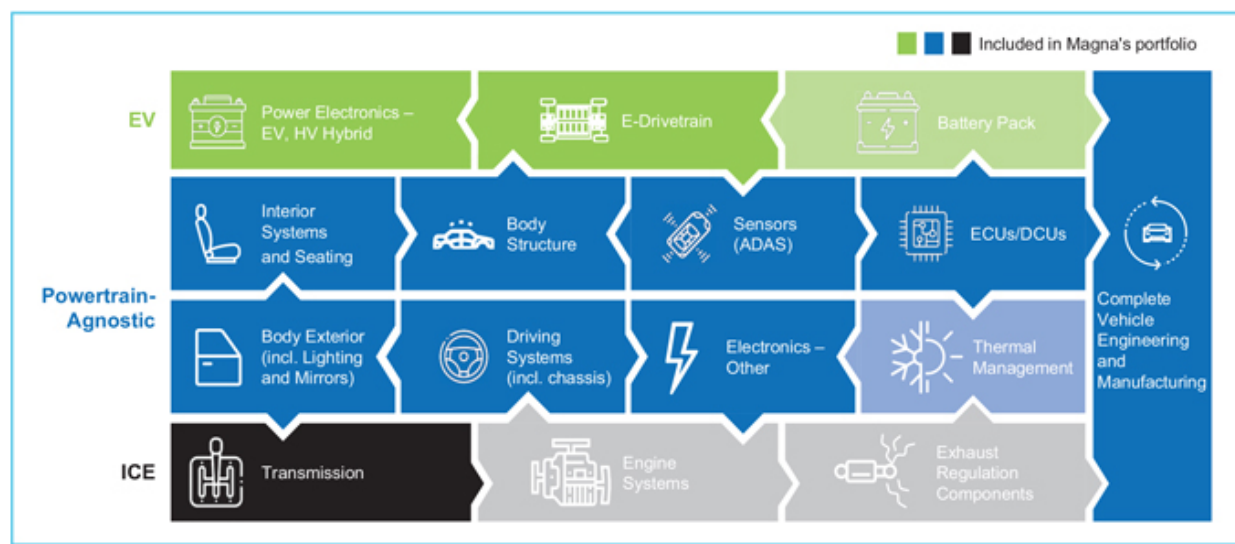 Included in Magna's portfolio
EV
Power Electronics –
EV, HV Hybrid
E-Drivetrain
Battery Pack
Powertrain-
Agnostic
Interior
Systems
and Seating
Body
Structure
Sensors
(ADAS)
ECUs/DCUs
Body Exterior
(incl. Lighting
and Mirrors)
Driving
Systems
(incl. chassis)
Electronics –
Other
Thermal
Management
Complete
Vehicle
Engineering
and
Manufacturing
ICE
Transmission
Engine
Systems
Exhaust
Regulation
Components